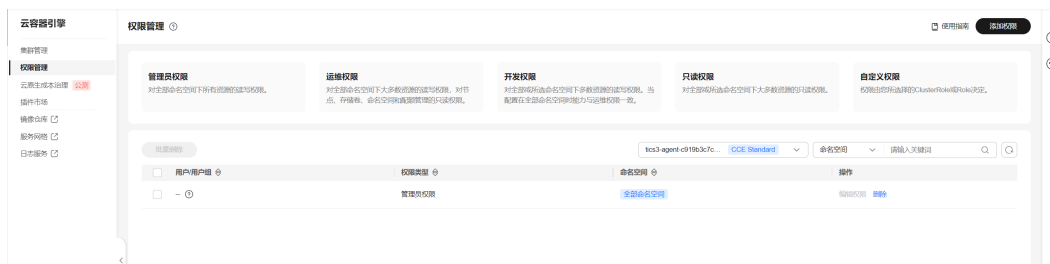 云容器引擎
集群管理
权限管理
云原生成本治理 公测
插件市场
镜像仓库
服务网格
日志服务
权限管理
使用指南
添加权限
管理员权限
对全部命名空间下所有资源的读写权限。
运维权限
对全部命名空间下大多数资源的读写权限、对节
点、存储卷、命名空间和配额管理的只读权限。
开发权限
对全部或所选命名空间下多数资源的读写权限。当
配置在全部命名空间时能力与运维权限一致。
只读权限
对全部或所选命名空间下大多数资源的只读权限。
自定义权限
权限由您所选择的ClusterRole或Role决定。
批量删除
tics3-agent-c919b3c7c... CCE Standard
命名空间
请输入关键词
用户/用户组 权限类型 命名空间 操作
-- 管理员权限 全部命名空间 编辑权限 删除